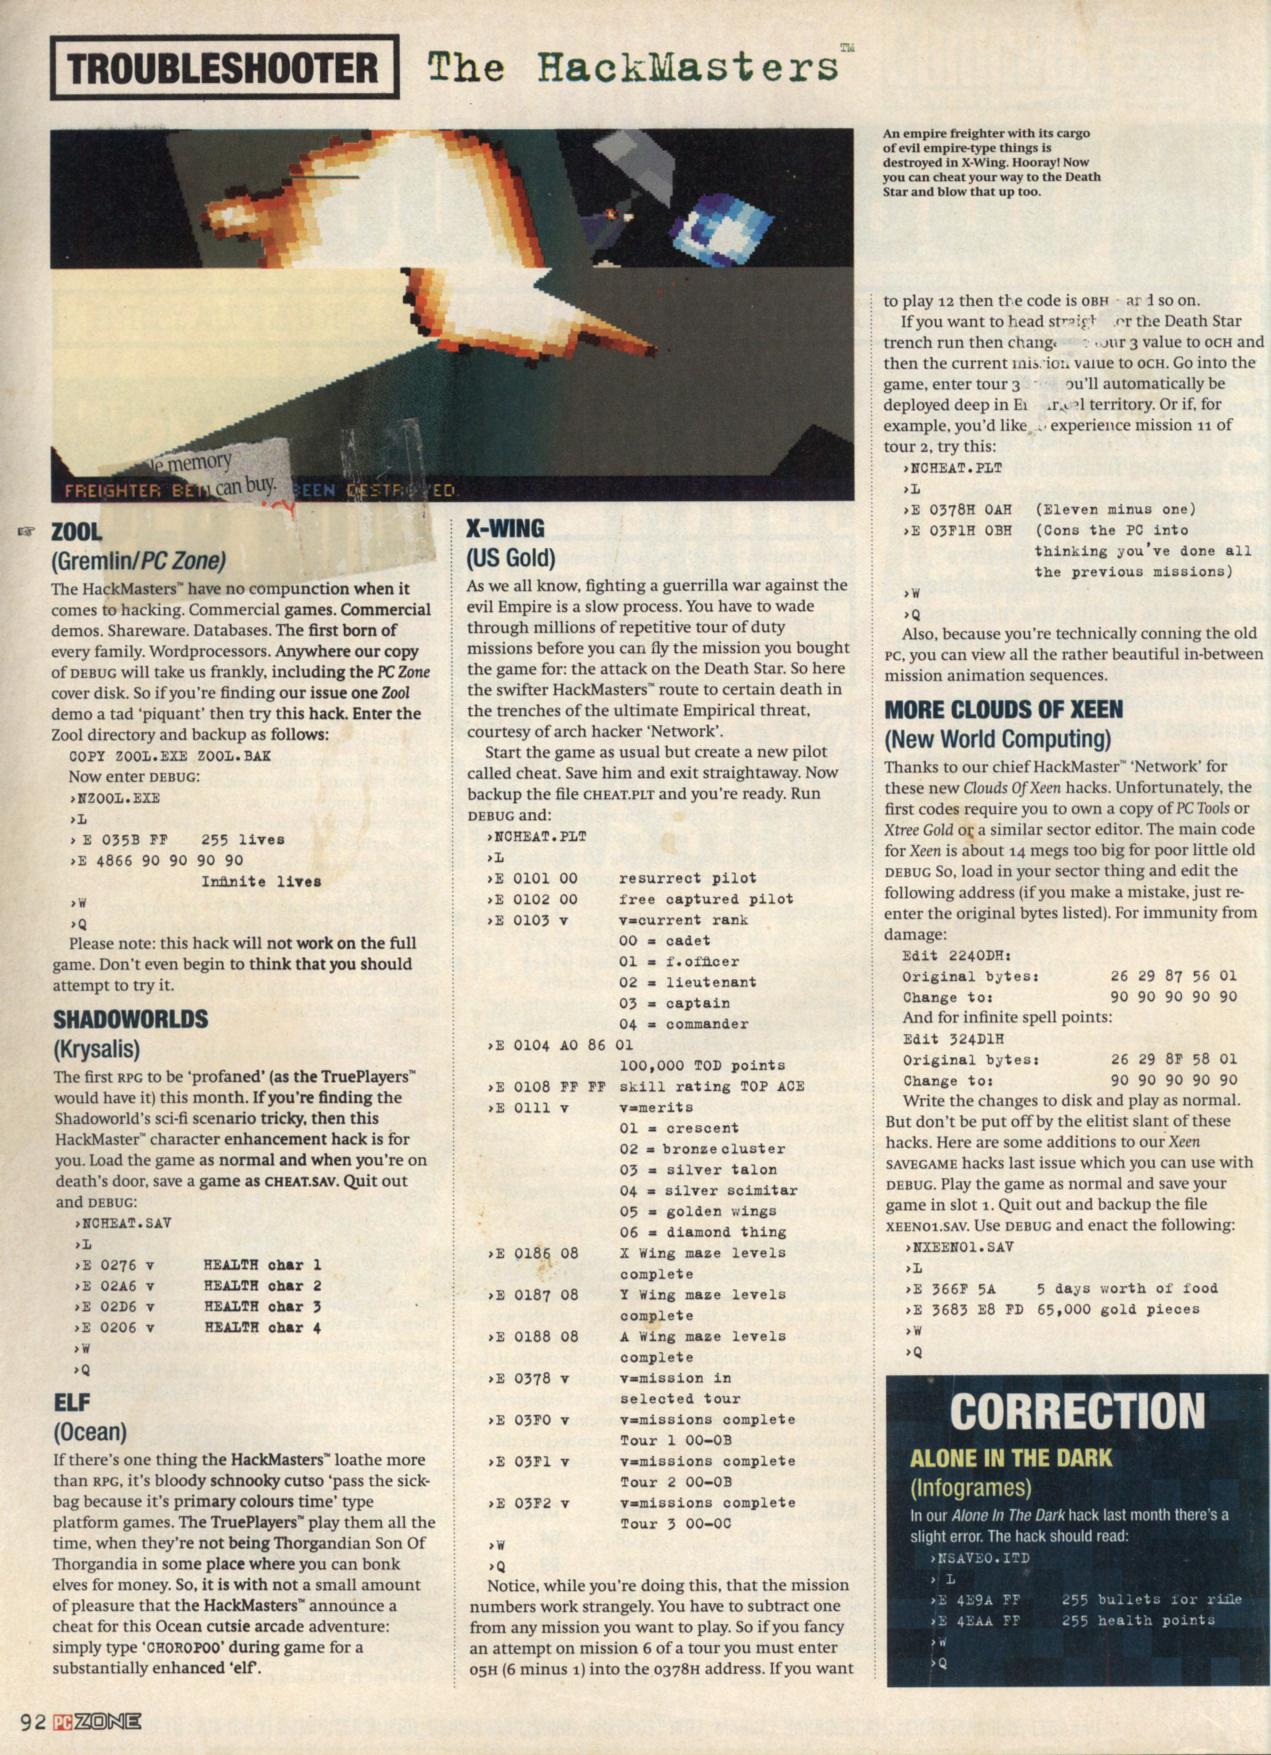 TROUBLESHOOTER
The HackMasters™
An empire freighter with its cargo
of evil empire-type things is
destroyed in X-Wing. Hooray! Now
you can cheat your way to the Death
Star and blow that up too.
le memory
can buy.
FREIGHTER BET BEEN DESTROYED.
☞ ZOOL
(Gremlin/PC Zone)
The HackMasters™ have no compunction when it
comes to hacking. Commercial games. Commercial
demos. Shareware. Databases. The first born of
every family. Wordprocessors. Anywhere our copy
of DEBUG will take us frankly, including the PC Zone
cover disk. So if you're finding our issue one Zool
demo a tad 'piquant' then try this hack. Enter the
Zool directory and backup as follows:
COPY ZOOL.EXE ZOOL.BAK
Now enter DEBUG:
>NZOOL.EXE
>L
> E 035B FF 255 lives
>E 4866 90 90 90 90
Infinite lives
>W
>Q
Please note: this hack will not work on the full
game. Don't even begin to think that you should
attempt to try it.
SHADOWORLDS
(Krysalis)
The first RPG to be 'profaned' (as the TruePlayers™
would have it) this month. If you're finding the
Shadoworld's sci-fi scenario tricky, then this
HackMaster™ character enhancement hack is for
you. Load the game as normal and when you're on
death's door, save a game as CHEAT.SAV. Quit out
and DEBUG:
>NCHEAT.SAV
>L
>E 0276 v HEALTH char 1
>E 02A6 v HEALTH char 2
>E 02D6 v HEALTH char 3
>E 0206 v HEALTH char 4
>W
>Q
ELF
(Ocean)
If there's one thing the HackMasters™ loathe more
than RPG, it's bloody schnooky cutso 'pass the sick-
bag because it's primary colours time' type
platform games. The TruePlayers™ play them all the
time, when they're not being Thorgandian Son Of
Thorgandia in some place where you can bonk
elves for money. So, it is with not a small amount
of pleasure that the HackMasters™ announce a
cheat for this Ocean cutsie arcade adventure:
simply type 'CHOROPOO' during game for a
substantially enhanced 'elf'.
X-WING
(US Gold)
As we all know, fighting a guerrilla war against the
evil Empire is a slow process. You have to wade
through millions of repetitive tour of duty
missions before you can fly the mission you bought
the game for: the attack on the Death Star. So here
the swifter HackMasters™ route to certain death in
the trenches of the ultimate Empirical threat,
courtesy of arch hacker 'Network'.
Start the game as usual but create a new pilot
called cheat. Save him and exit straightaway. Now
backup the file CHEAT.PLT and you're ready. Run
DEBUG and:
>NCHEAT.PLT
>L
>E 0101 00 resurrect pilot
>E 0102 00 free captured pilot
>E 0103 v v=current rank
00 = cadet
01 = f.officer
02 = lieutenant
03 = captain
04 = commander
>E 0104 A0 86 01
100,000 TOD points
>E 0108 FF FF skill rating TOP ACE
>E 0111 v v=merits
01 = crescent
02 = bronze cluster
03 = silver talon
04 = silver scimitar
05 = golden wings
06 = diamond thing
>E 0186 08 X Wing maze levels
complete
>E 0187 08 Y Wing maze levels
complete
>E 0188 08 A Wing maze levels
complete
>E 0378 v v=mission in
selected tour
>E 03F0 v v=missions complete
Tour 1 00-0B
>E 03F1 v v=missions complete
Tour 2 00-0B
>E 03F2 v v=missions complete
Tour 3 00-0C
>W
>Q
Notice, while you're doing this, that the mission
numbers work strangely. You have to subtract one
from any mission you want to play. So if you fancy
an attempt on mission 6 of a tour you must enter
05H (6 minus 1) into the 0378H address. If you want
to play 12 then the code is 0BH - and so on.
If you want to head straight for the Death Star
trench run then change our 3 value to 0CH and
then the current mission value to 0CH. Go into the
game, enter tour 3 ou'll automatically be
deployed deep in territory. Or if, for
example, you'd like experience mission 11 of
tour 2, try this:
>NCHEAT.PLT
>L
>E 0378H 0AH (Eleven minus one)
>E 03F1H 0BH (Cons the PC into
thinking you've done all
the previous missions)
>W
>Q
Also, because you're technically conning the old
PC, you can view all the rather beautiful in-between
mission animation sequences.
MORE CLOUDS OF XEEN
(New World Computing)
Thanks to our chief HackMaster™ 'Network' for
these new Clouds Of Xeen hacks. Unfortunately, the
first codes require you to own a copy of PC Tools or
Xtree Gold or a similar sector editor. The main code
for Xeen is about 14 megs too big for poor little old
DEBUG So, load in your sector thing and edit the
following address (if you make a mistake, just re-
enter the original bytes listed). For immunity from
damage:
Edit 2240DH:
Original bytes: 26 29 87 56 01
Change to: 90 90 90 90 90
And for infinite spell points:
Edit 324D1H
Original bytes: 26 29 8F 58 01
Change to: 90 90 90 90 90
Write the changes to disk and play as normal.
But don't be put off by the elitist slant of these
hacks. Here are some additions to our Xeen
SAVEGAME hacks last issue which you can use with
DEBUG. Play the game as normal and save your
game in slot 1. Quit out and backup the file
XEEN01.SAV. Use DEBUG and enact the following:
>NXEEN01.SAV
>L
>E 366F 5A 5 days worth of food
>E 3683 E8 FD 65,000 gold pieces
>W
>Q
CORRECTION
ALONE IN THE DARK
(Infogrames)
In our Alone In The Dark hack last month there's a
slight error. The hack should read:
>NSAVE0.ITD
> L
>E 4E9A FF 255 bullets for rifle
>E 4EAA FF 255 health points
>W
>Q
92 PC ZONE